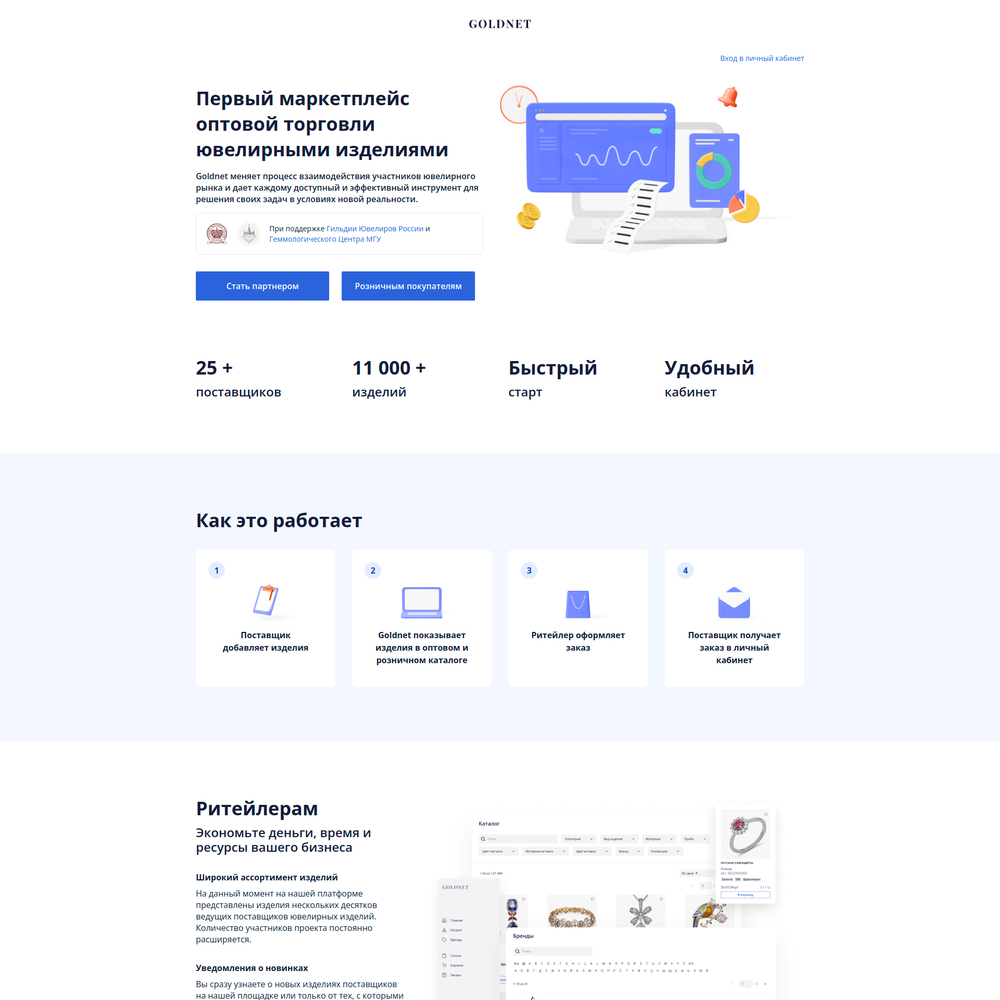 GOLDNET
Вход в личный кабинет
Первый маркетплейс
оптовой торговли
ювелирными изделиями
Goldnet меняет процесс взаимодействия участников ювелирного
рынка и дает каждому доступный и эффективный инструмент для
решения своих задач в условиях новой реальности.
При поддержке Гильдии Ювелиров России и
Геммологического Центра МГУ
Стать партнером
Розничным покупателям
25 +
поставщиков
11 000 +
изделий
Быстрый
старт
Удобный
кабинет
Как это работает
1
Поставщик
добавляет изделия
2
Goldnet показывает
изделия в оптовом и
розничном каталоге
3
Ритейлер оформляет
заказ
4
Поставщик получает
заказ в личный
кабинет
Ритейлерам
Экономьте деньги, время и
ресурсы вашего бизнеса
Широкий ассортимент изделий
На данный момент на нашей платформе
представлены изделия нескольких десятков
ведущих поставщиков ювелирных изделий.
Количество участников проекта постоянно
расширяется.
Уведомления о новинках
Вы сразу узнаете о новых изделиях поставщиков
на нашей площадке или только от тех, с которыми
Каталог
GOLDNET
Главная
Каталог
Бренды
Бренды